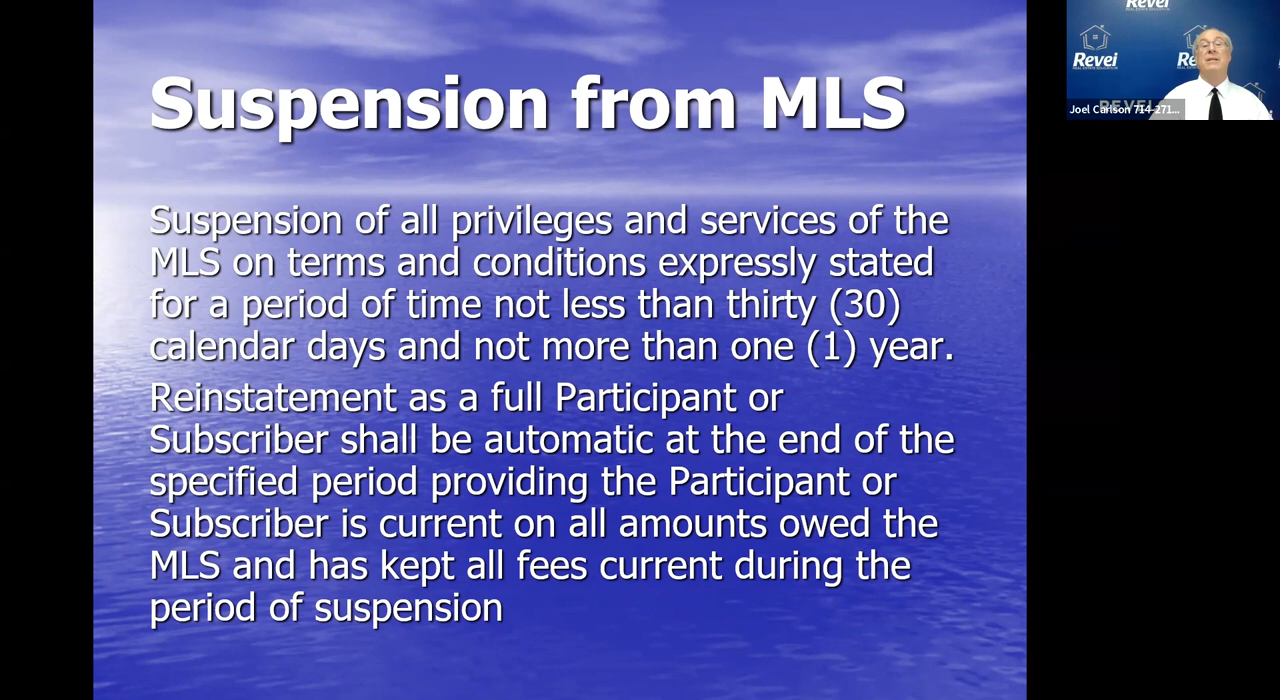 Suspension from MLS
Suspension of all privileges and services of the
MLS on terms and conditions expressly stated
for a period of time not less than thirty (30)
calendar days and not more than one (1) year.
Reinstatement as a full Participant or
Subscriber shall be automatic at the end of the
specified period providing the Participant or
Subscriber is current on all amounts owed the
MLS and has kept all fees current during the
period of suspension
Revei
Revei
REAL ESTATE EDUCATION
Re
Joel Carlson 714-271...